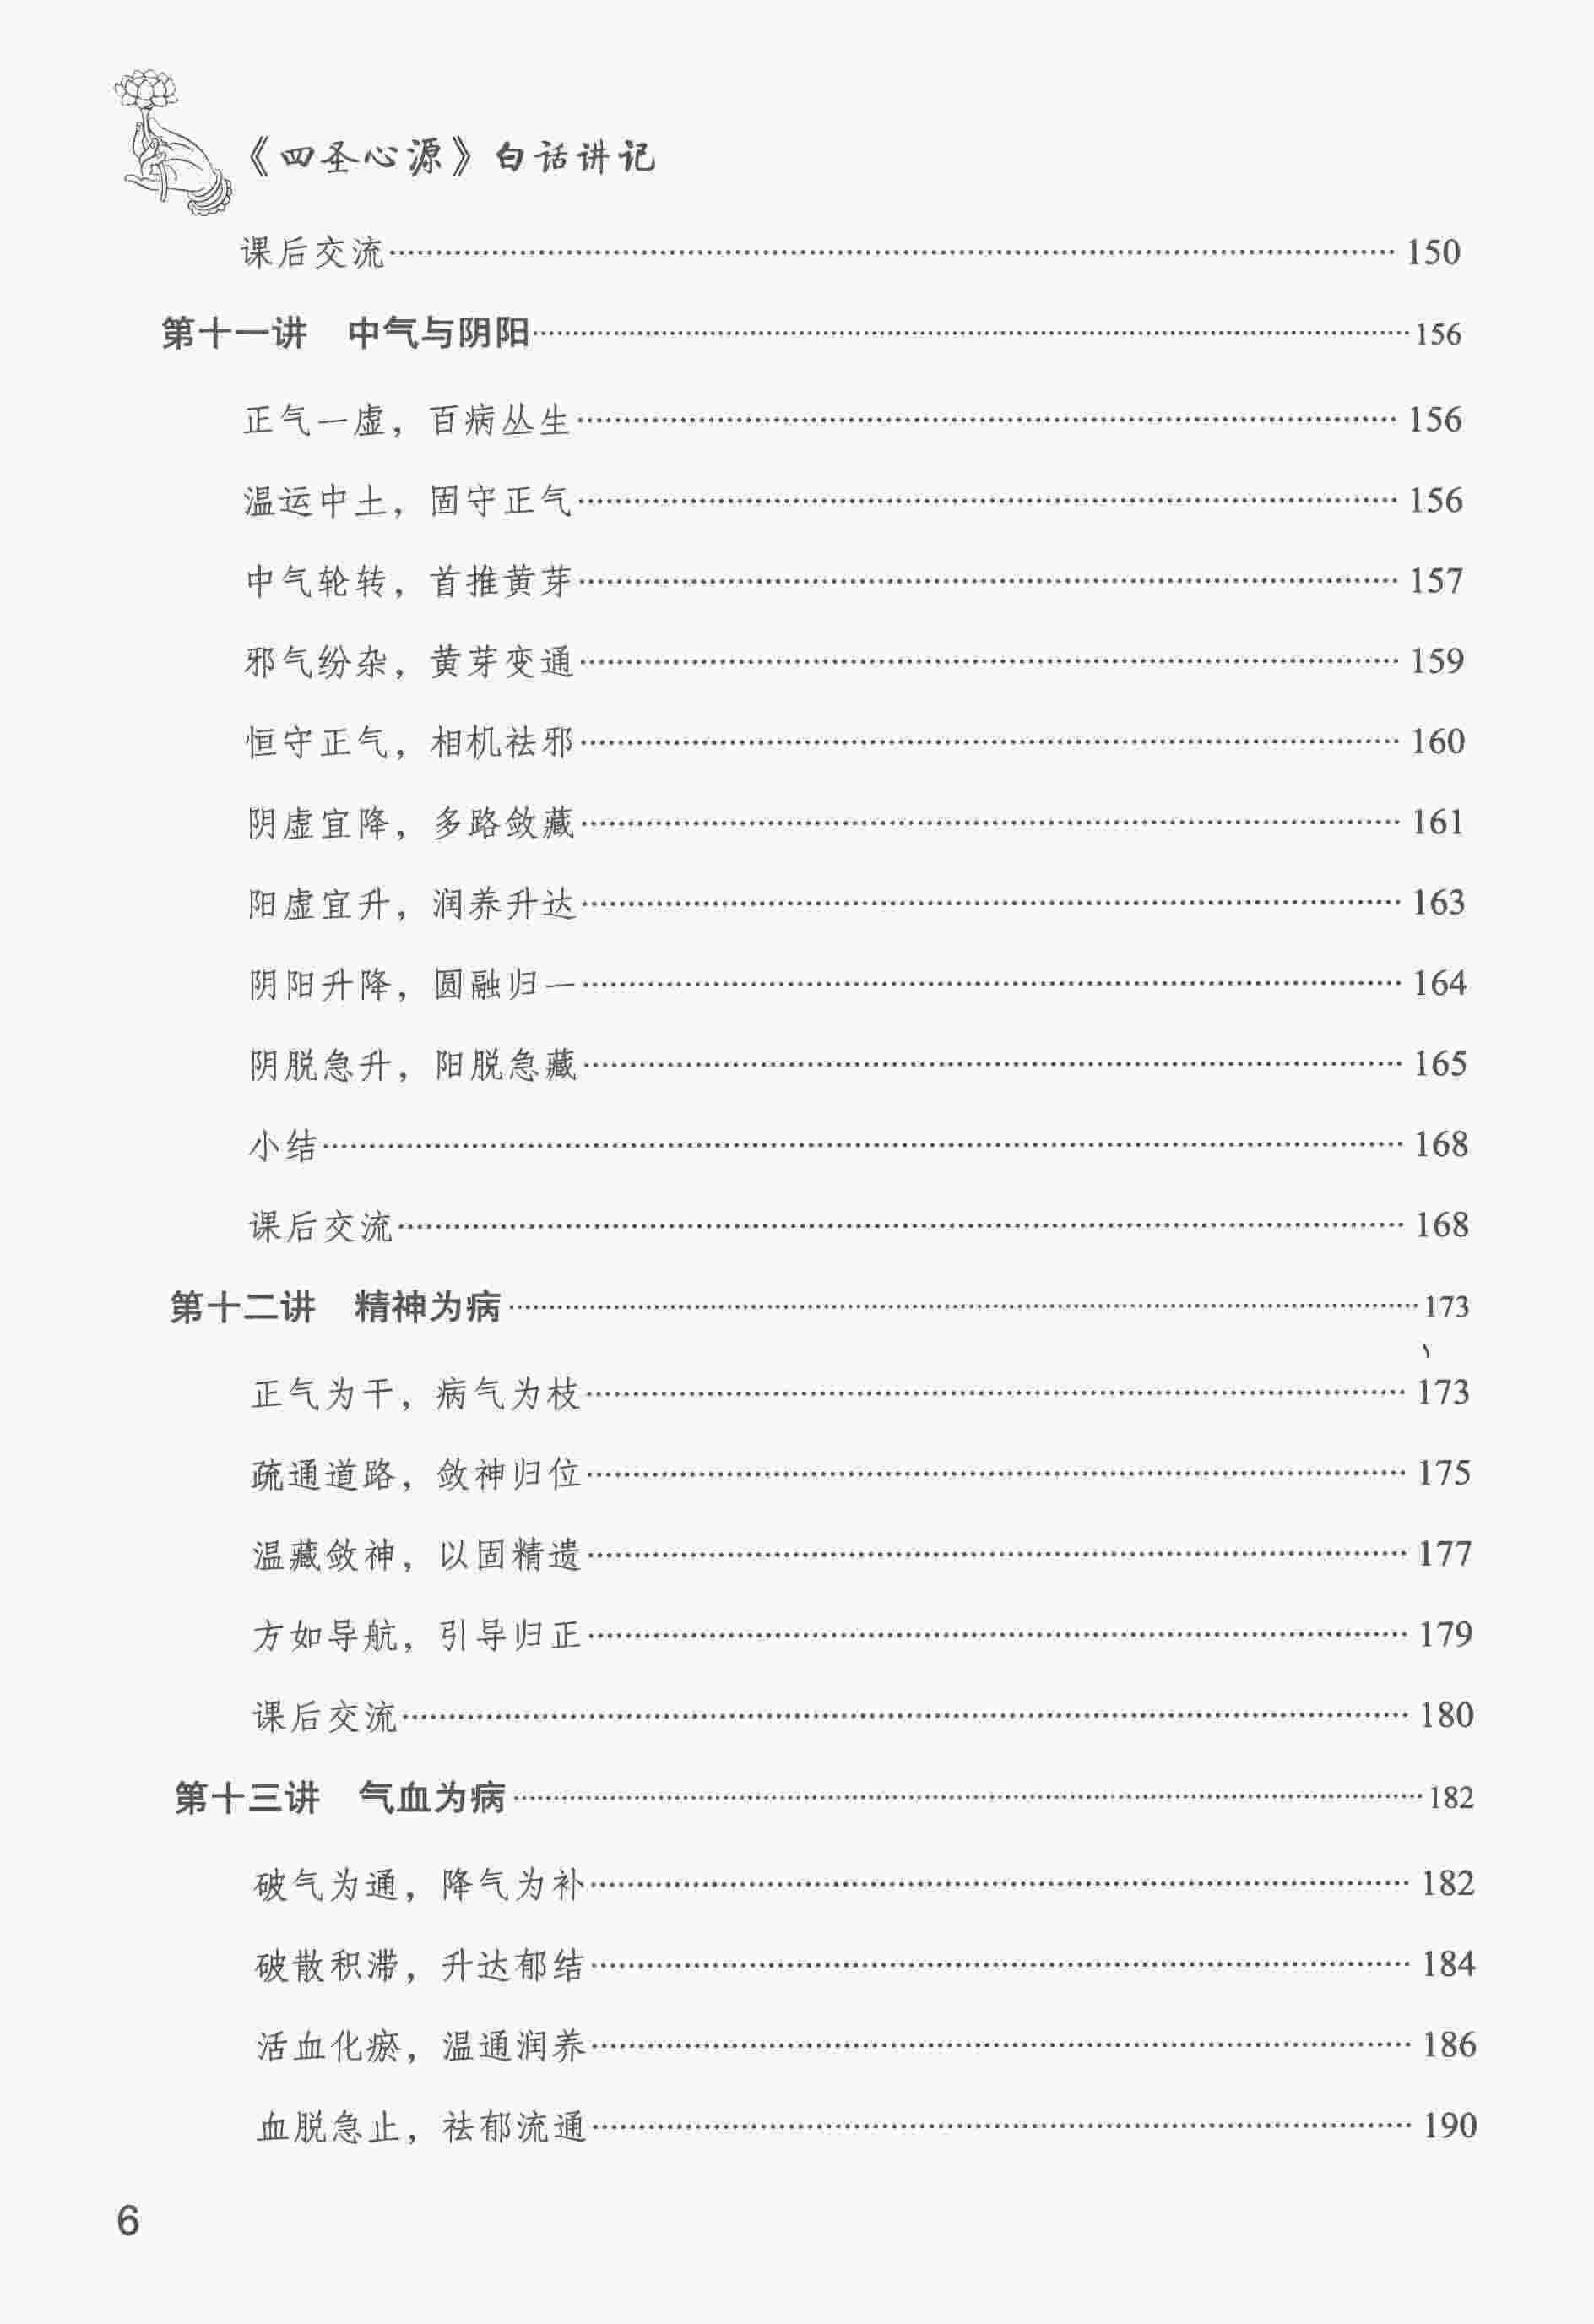 《四圣心源》白话讲记
课后交流…………150
第十一讲 中气与阴阳…………156
正气一虚，百病丛生…………156
温运中土，固守正气…………156
中气轮转，首推黄芽…………157
邪气纷杂，黄芽变通…………159
恒守正气，相机祛邪…………160
阴虚宜降，多路敛藏…………161
阳虚宜升，润养升达…………163
阴阳升降，圆融归一…………164
阴脱急升，阳脱急藏…………165
小结…………168
课后交流…………168
第十二讲 精神为病…………173
正气为干，病气为枝…………173
疏通道路，敛神归位…………175
温藏敛神，以固精遗…………177
方如导航，引导归正…………179
课后交流…………180
第十三讲 气血为病…………182
破气为通，降气为补…………182
破散积滞，升达郁结…………184
活血化瘀，温通润养…………186
血脱急止，祛郁流通…………190
6